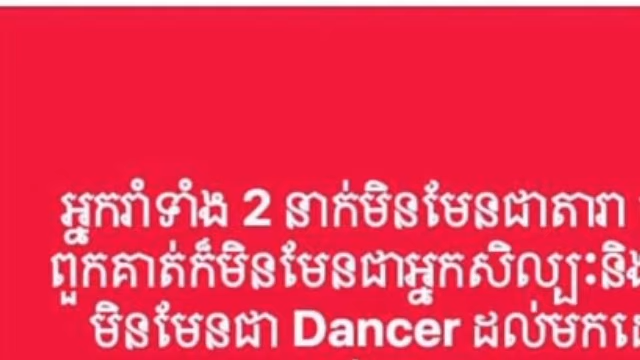 អ្នករាំទាំង 2 នាក់មិនមែនជាតារា
ពួកគាត់ក៏មិនមែនជាអ្នកសិល្បៈនិង
មិនមែនជា Dancer ដល់មក